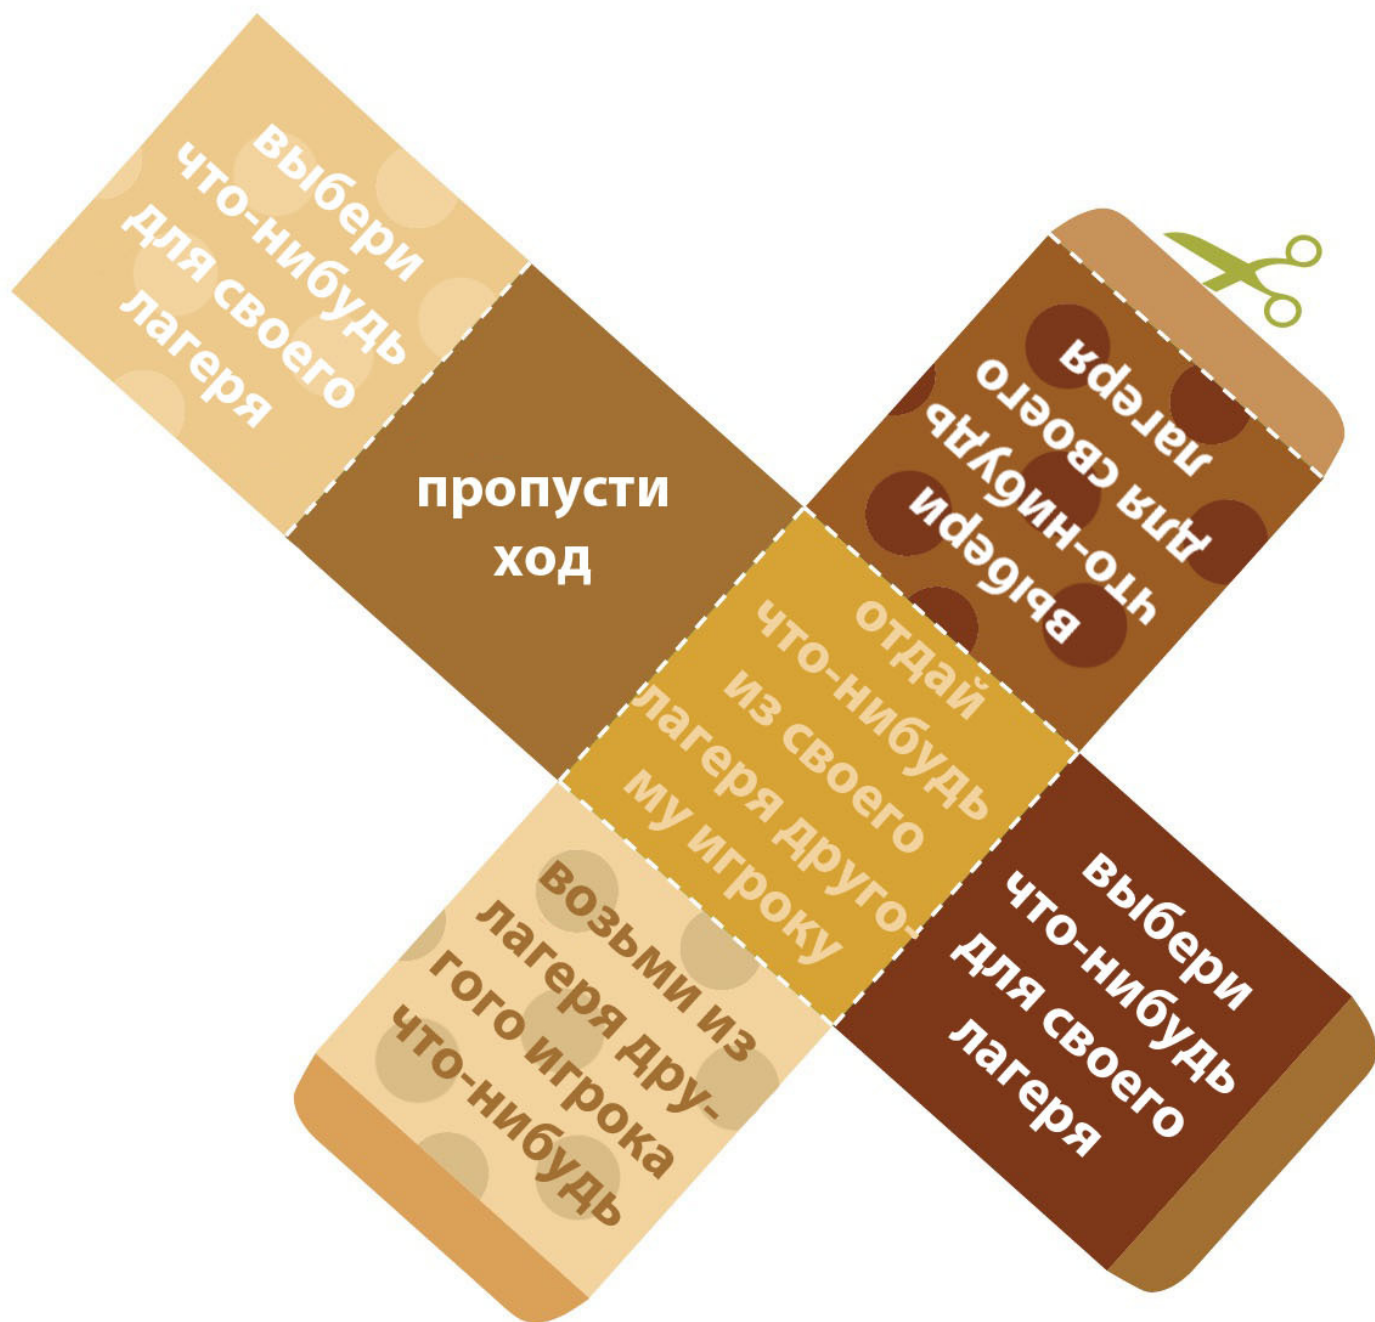 выбери
что-нибудь
для своего
лагеря
пропусти
ход
выбери
что-нибудь
для своего
лагеря
отдай
что-нибудь
из своего
лагеря друго-
му игроку
возьми из
лагеря дру-
гого игрока
что-нибудь
выбери
что-нибудь
для своего
лагеря